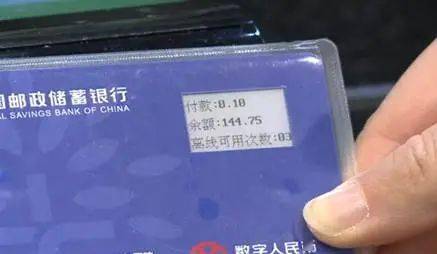 国邮政储蓄银行
AL SAVINGS BANK OF CHINA
付款:0.10
余额:144.75
离线可用次数:03
数字人民